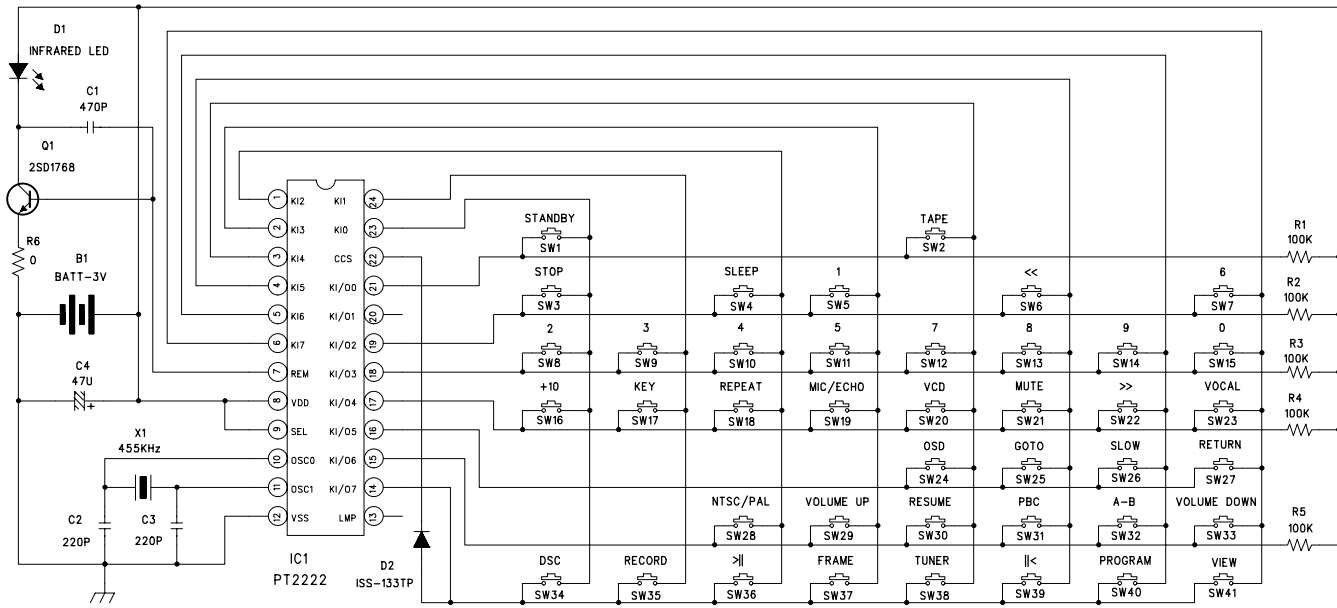 D1
INFRARED LED
C1
470P
Q1
2SD1768
R6
0
B1
BATT-3V
C4
47U
+
X1
455KHz
C2
220P
C3
220P
1 KI2 KI1 24
2 KI3 KI0 23
3 KI4 CCS 22
4 KI5 KI/O0 21
5 KI6 KI/O1 20
6 KI7 KI/O2 19
7 REM KI/O3 18
8 VDD KI/O4 17
9 SEL KI/O5 16
10 OSCO KI/O6 15
11 OSC1 KI/O7 14
12 VSS LMP 13
IC1
PT2222
D2
ISS-133TP
STANDBY TAPE
SW1 SW2
STOP SLEEP 1 << 6
SW3 SW4 SW5 SW6 SW7
2 3 4 5 7 8 9 0
SW8 SW9 SW10 SW11 SW12 SW13 SW14 SW15
+10 KEY REPEAT MIC/ECHO VCD MUTE >> VOCAL
SW16 SW17 SW18 SW19 SW20 SW21 SW22 SW23
OSD GOTO SLOW RETURN
SW24 SW25 SW26 SW27
NTSC/PAL VOLUME UP RESUME PBC A-B VOLUME DOWN
SW28 SW29 SW30 SW31 SW32 SW33
DSC RECORD >|| FRAME TUNER ||< PROGRAM VIEW
SW34 SW35 SW36 SW37 SW38 SW39 SW40 SW41
R1
100K
R2
100K
R3
100K
R4
100K
R5
100K